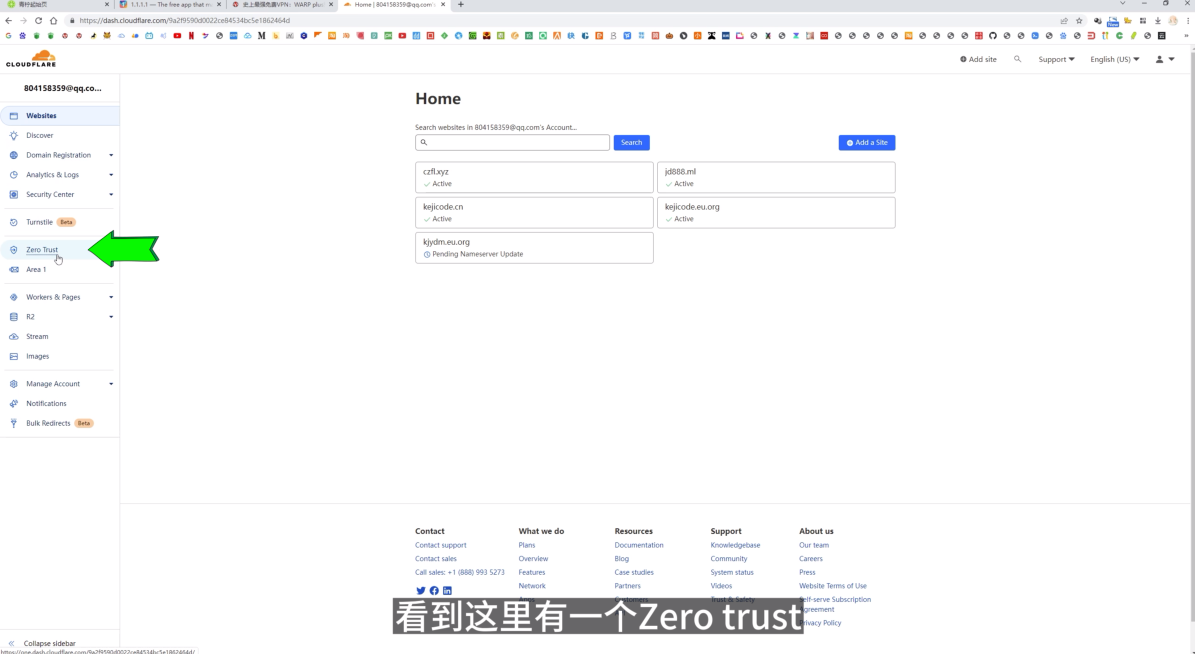 寄杆起始页
1.1.1.1 — The free app that m
史上最强免费VPN：WARP plu
Home | 804158359@qq.com's
https://dash.cloudflare.com/9a2f9590d0022ce84534bc5e1862464d
CLOUDFLARE
Add site
Support
English (US)
804158359@qq.co...
Websites
Discover
Domain Registration
Analytics & Logs
Security Center
Turnstile Beta
Zero Trust
Area 1
Workers & Pages
R2
Stream
Images
Manage Account
Notifications
Bulk Redirects Beta
Collapse sidebar
Home
Search websites in 804158359@qq.com's Account...
Search
Add a Site
czfl.xyz
Active
jd888.ml
Active
kejicode.cn
Active
kejicode.eu.org
Active
kjydm.eu.org
Pending Nameserver Update
Contact
Contact support
Contact sales
Call sales: +1 (888) 993 5273
What we do
Plans
Overview
Features
Network
Resources
Documentation
Blog
Case studies
Partners
Customers
Support
Knowledgebase
Community
System status
Videos
Trust & Safety
About us
Our team
Careers
Press
Website Terms of Use
Self-serve Subscription
Agreement
Privacy Policy
看到这里有一个Zero trust
https://one.dash.cloudflare.com/9a2f9590d0022ce84534bc5e1862464d/